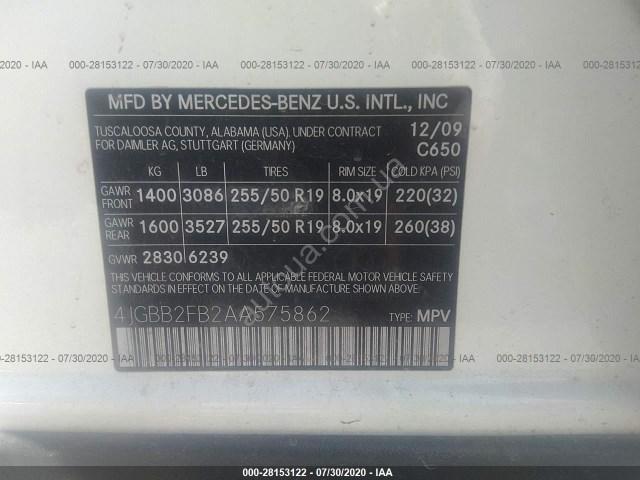 000-28153122 - 07/30/2020 - IAA
MFD BY MERCEDES-BENZ U.S. INTL., INC
TUSCALOOSA COUNTY, ALABAMA (USA). UNDER CONTRACT 12/09
FOR DAIMLER AG, STUTTGART (GERMANY) C650
KG LB TIRES RIM SIZE COLD KPA (PSI)
GAWR FRONT 1400 3086 255/50 R19 8.0x19 220(32)
GAWR REAR 1600 3527 255/50 R19 8.0x19 260(38)
GVWR 2830 6239
THIS VEHICLE CONFORMS TO ALL APPLICABLE FEDERAL MOTOR VEHICLE SAFETY, BUMPER, AND THEFT PREVENTION STANDARDS IN EFFECT ON THE DATE OF MANUFACTURE SHOWN ABOVE.
4JGBB2FB2AA575862 TYPE: MPV
000-28153122 - 07/30/2020 - IAA